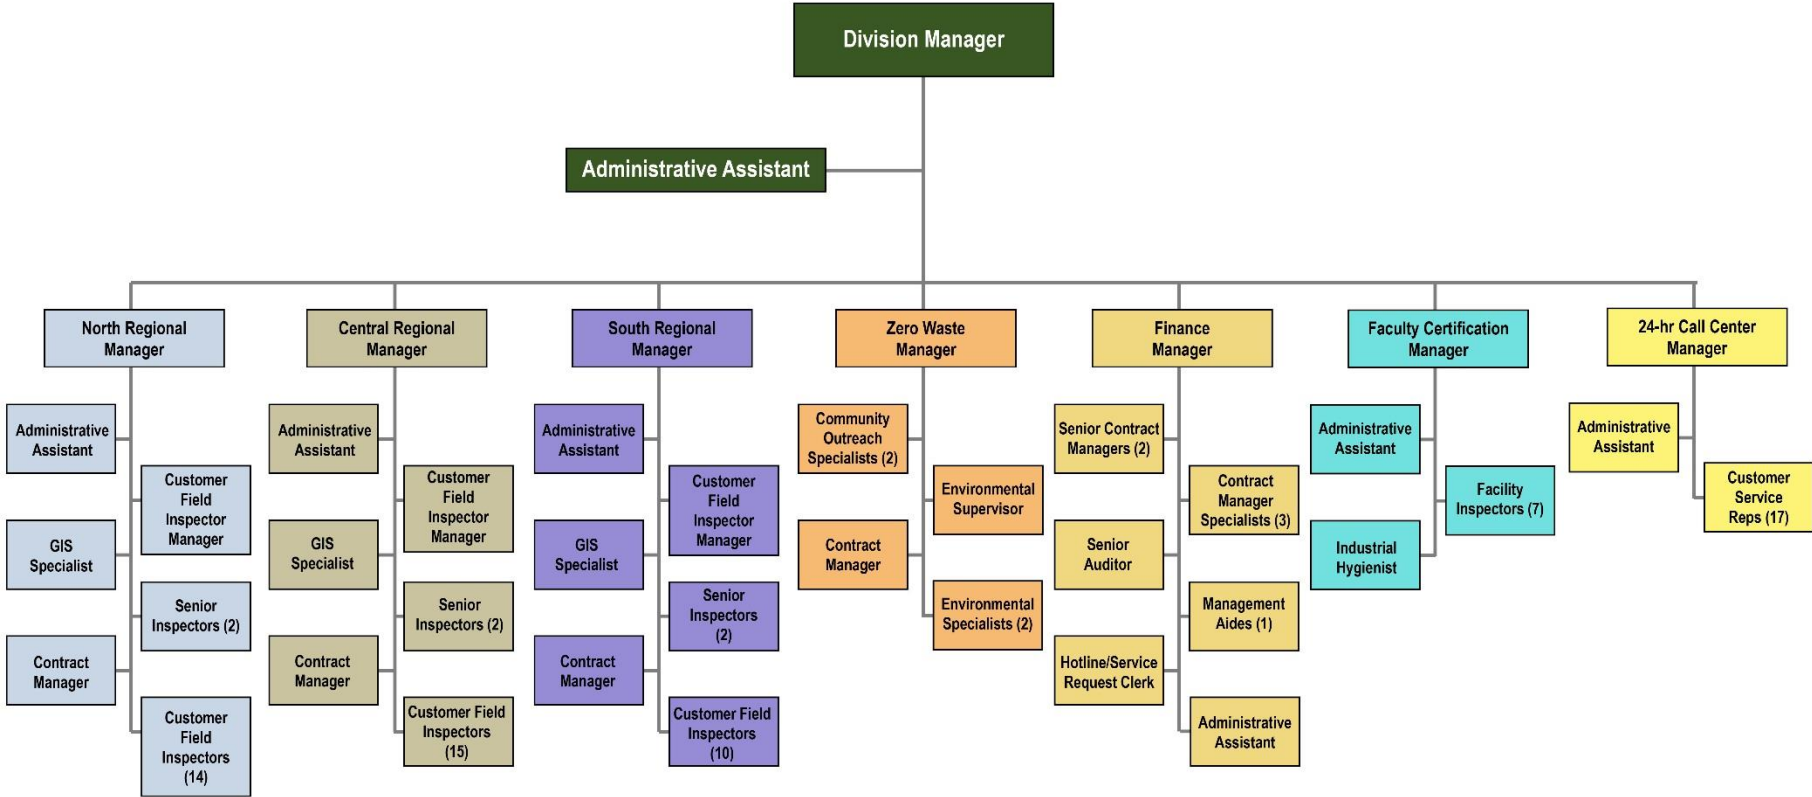 Division Manager
Administrative Assistant
North Regional
Manager
Central Regional
Manager
South Regional
Manager
Zero Waste
Manager
Finance
Manager
Faculty Certification
Manager
24-hr Call Center
Manager
Administrative
Assistant
Customer
Field
Inspector
Manager
GIS
Specialist
Senior
Inspectors (2)
Contract
Manager
Customer
Field
Inspectors
(14)
Administrative
Assistant
Customer
Field
Inspector
Manager
GIS
Specialist
Senior
Inspectors (2)
Contract
Manager
Customer Field
Inspectors
(15)
Administrative
Assistant
Customer
Field
Inspector
Manager
GIS
Specialist
Senior
Inspectors
(2)
Contract
Manager
Customer Field
Inspectors
(10)
Community
Outreach
Specialists (2)
Environmental
Supervisor
Contract
Manager
Environmental
Specialists (2)
Senior Contract
Managers (2)
Contract
Manager
Specialists (3)
Senior
Auditor
Management
Aides (1)
Hotline/Service
Request Clerk
Administrative
Assistant
Administrative
Assistant
Facility
Inspectors (7)
Industrial
Hygienist
Administrative
Assistant
Customer
Service
Reps (17)